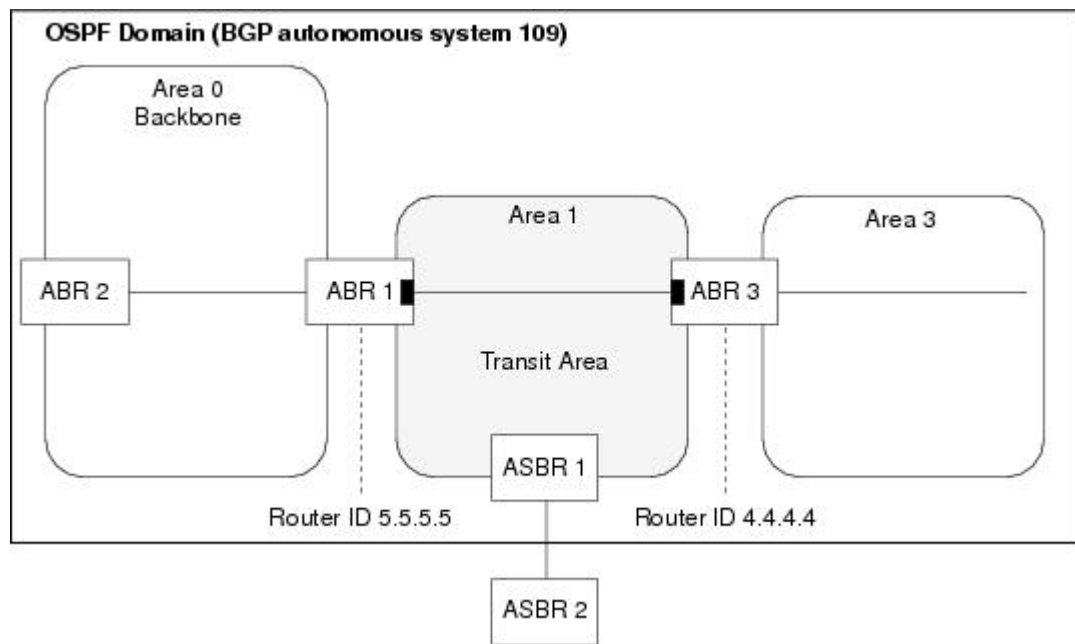 OSPF Domain (BGP autonomous system 109)
Area 0
Backbone
Area 1
Area 3
ABR 2
ABR 1
ABR 3
Transit Area
ASBR 1
Router ID 5.5.5.5
Router ID 4.4.4.4
ASBR 2